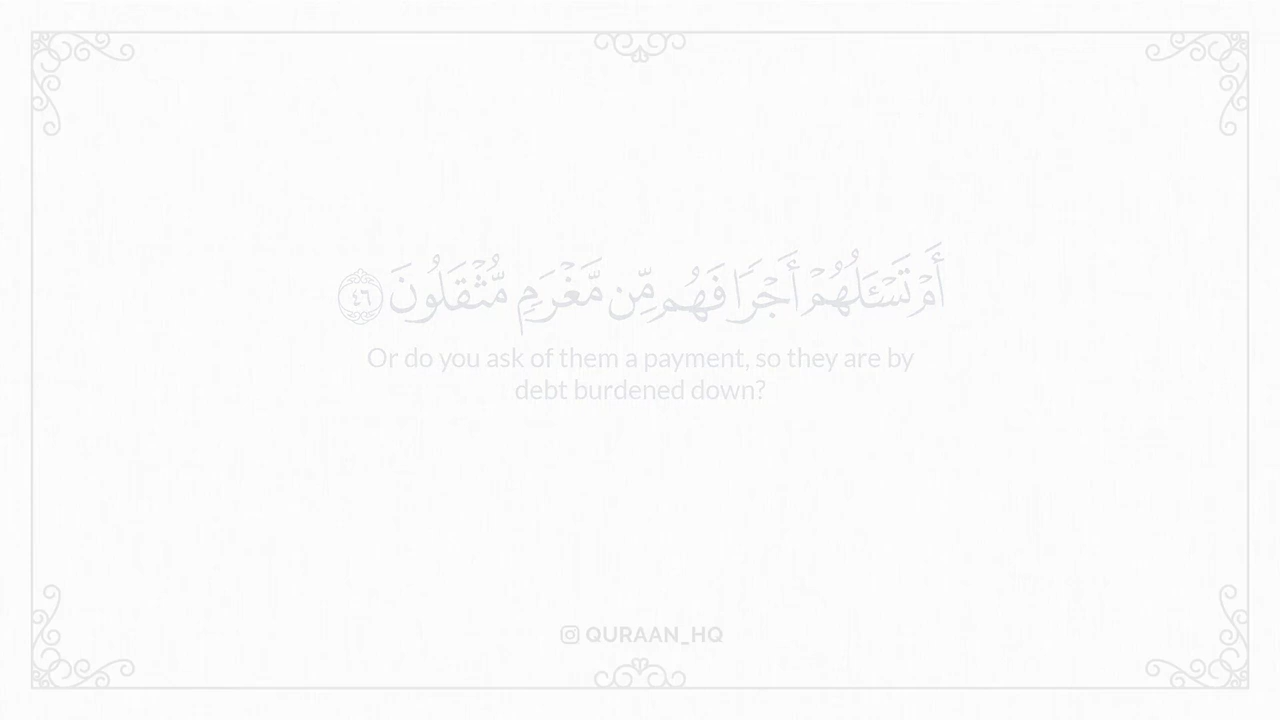 أَمۡ تَسۡـَٔلُهُمۡ أَجۡرٗا فَهُم مِّن مَّغۡرَمٖ مُّثۡقَلُونَ ٤٦
Or do you ask of them a payment, so they are by
debt burdened down?
QURAAN_HQ